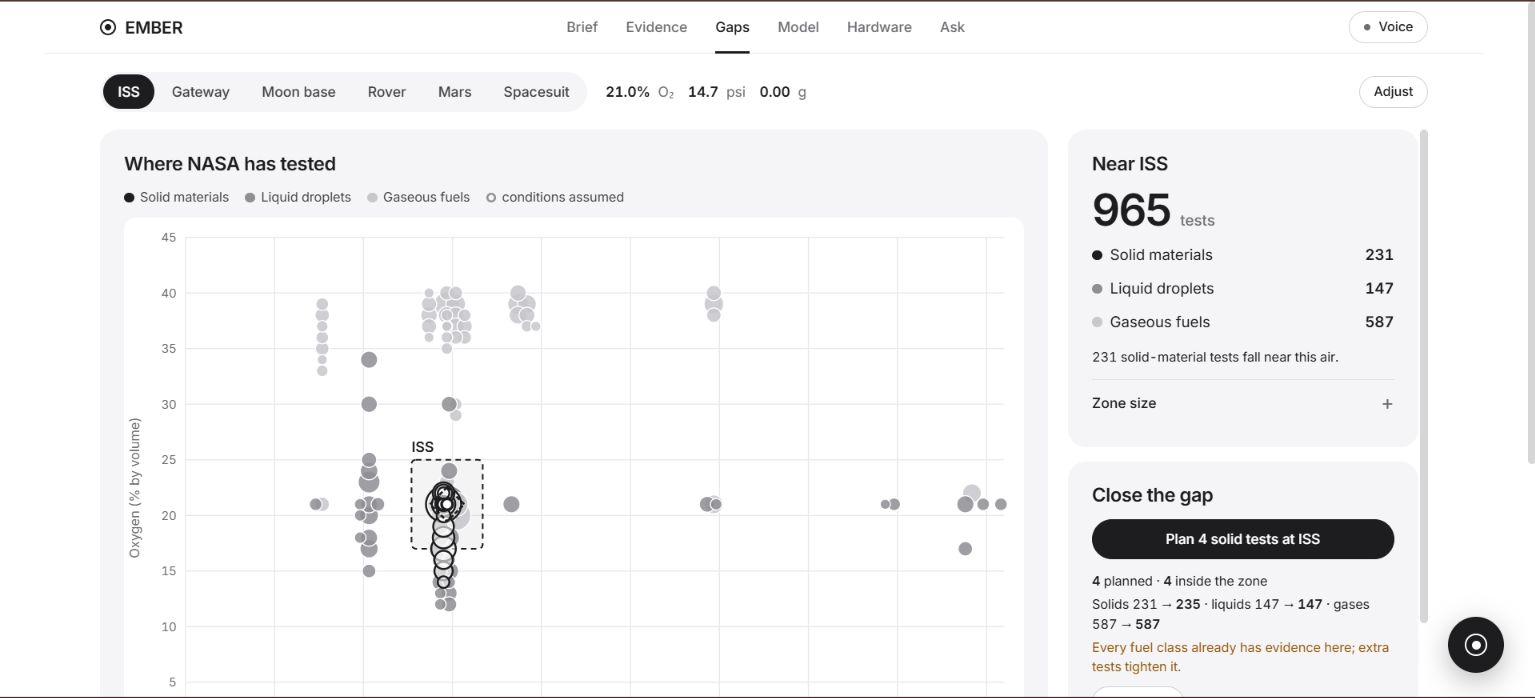 EMBER
Brief Evidence Gaps Model Hardware Ask
Voice
ISS Gateway Moon base Rover Mars Spacesuit
21.0% O₂ 14.7 psi 0.00 g
Adjust
Where NASA has tested
Solid materials Liquid droplets Gaseous fuels conditions assumed
Oxygen (% by volume)
45
40
35
30
25
20
15
10
5
ISS
Near ISS
965 tests
Solid materials 231
Liquid droplets 147
Gaseous fuels 587
231 solid-material tests fall near this air.
Zone size +
Close the gap
Plan 4 solid tests at ISS
4 planned · 4 inside the zone
Solids 231 → 235 · liquids 147 → 147 · gases
587 → 587
Every fuel class already has evidence here; extra
tests tighten it.